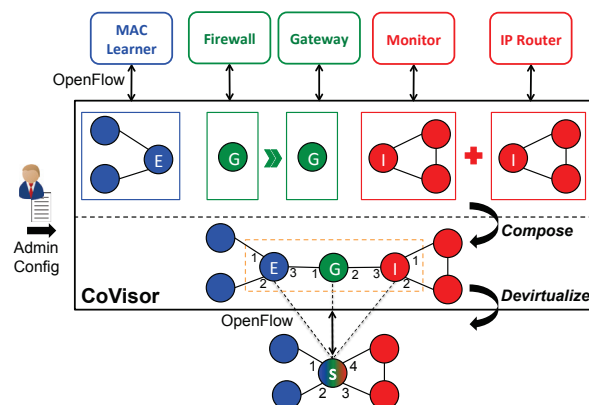 MAC
Learner
Firewall
Gateway
Monitor
IP Router
OpenFlow
E
G
G
I
I
Admin
Config
Compose
1
2
E
3
1
G
2
3
I
1
2
CoVisor
Devirtualize
OpenFlow
1
2
S
4
3